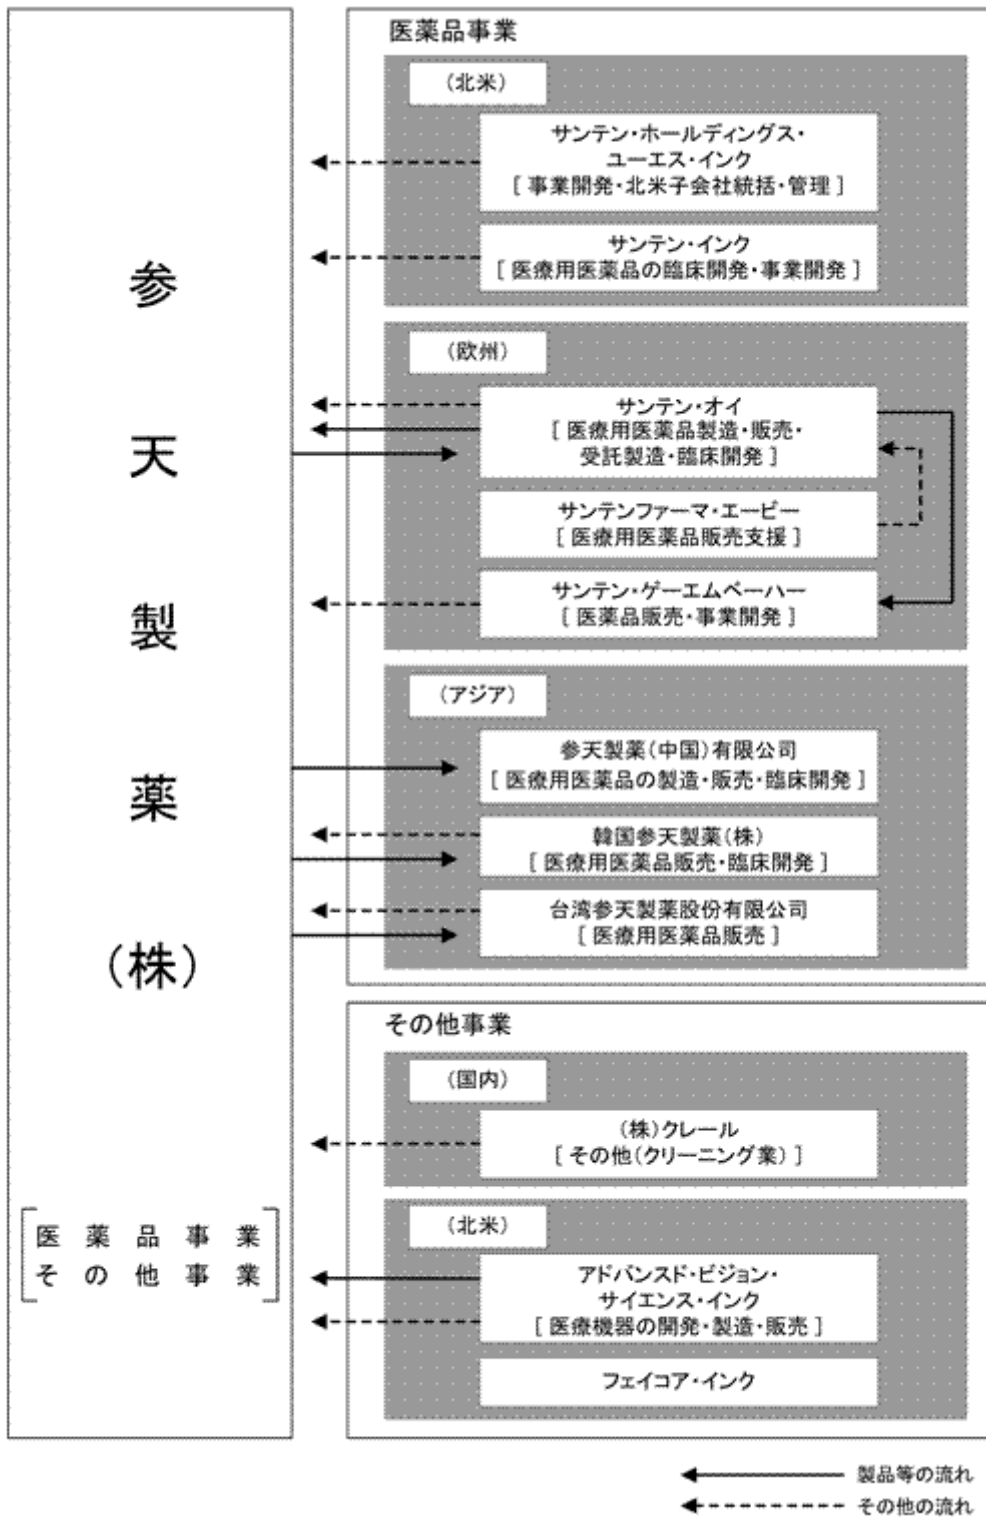 参天製薬(株)
医薬品事業
その他事業
医薬品事業
(北米)
サンテン・ホールディングス・
ユーエス・インク
[ 事業開発・北米子会社統括・管理 ]
サンテン・インク
[ 医療用医薬品の臨床開発・事業開発 ]
(欧州)
サンテン・オイ
[ 医療用医薬品製造・販売・
受託製造・臨床開発 ]
サンテンファーマ・エービー
[ 医療用医薬品販売支援 ]
サンテン・ゲーエムベーハー
[ 医薬品販売・事業開発 ]
(アジア)
参天製薬(中国)有限公司
[ 医療用医薬品の製造・販売・臨床開発 ]
韓国参天製薬(株)
[ 医療用医薬品販売・臨床開発 ]
台湾参天製薬股份有限公司
[ 医療用医薬品販売 ]
その他事業
(国内)
(株)クレール
[ その他(クリーニング業) ]
(北米)
アドバンスド・ビジョン・
サイエンス・インク
[ 医療機器の開発・製造・販売 ]
フェイコア・インク
製品等の流れ
その他の流れ